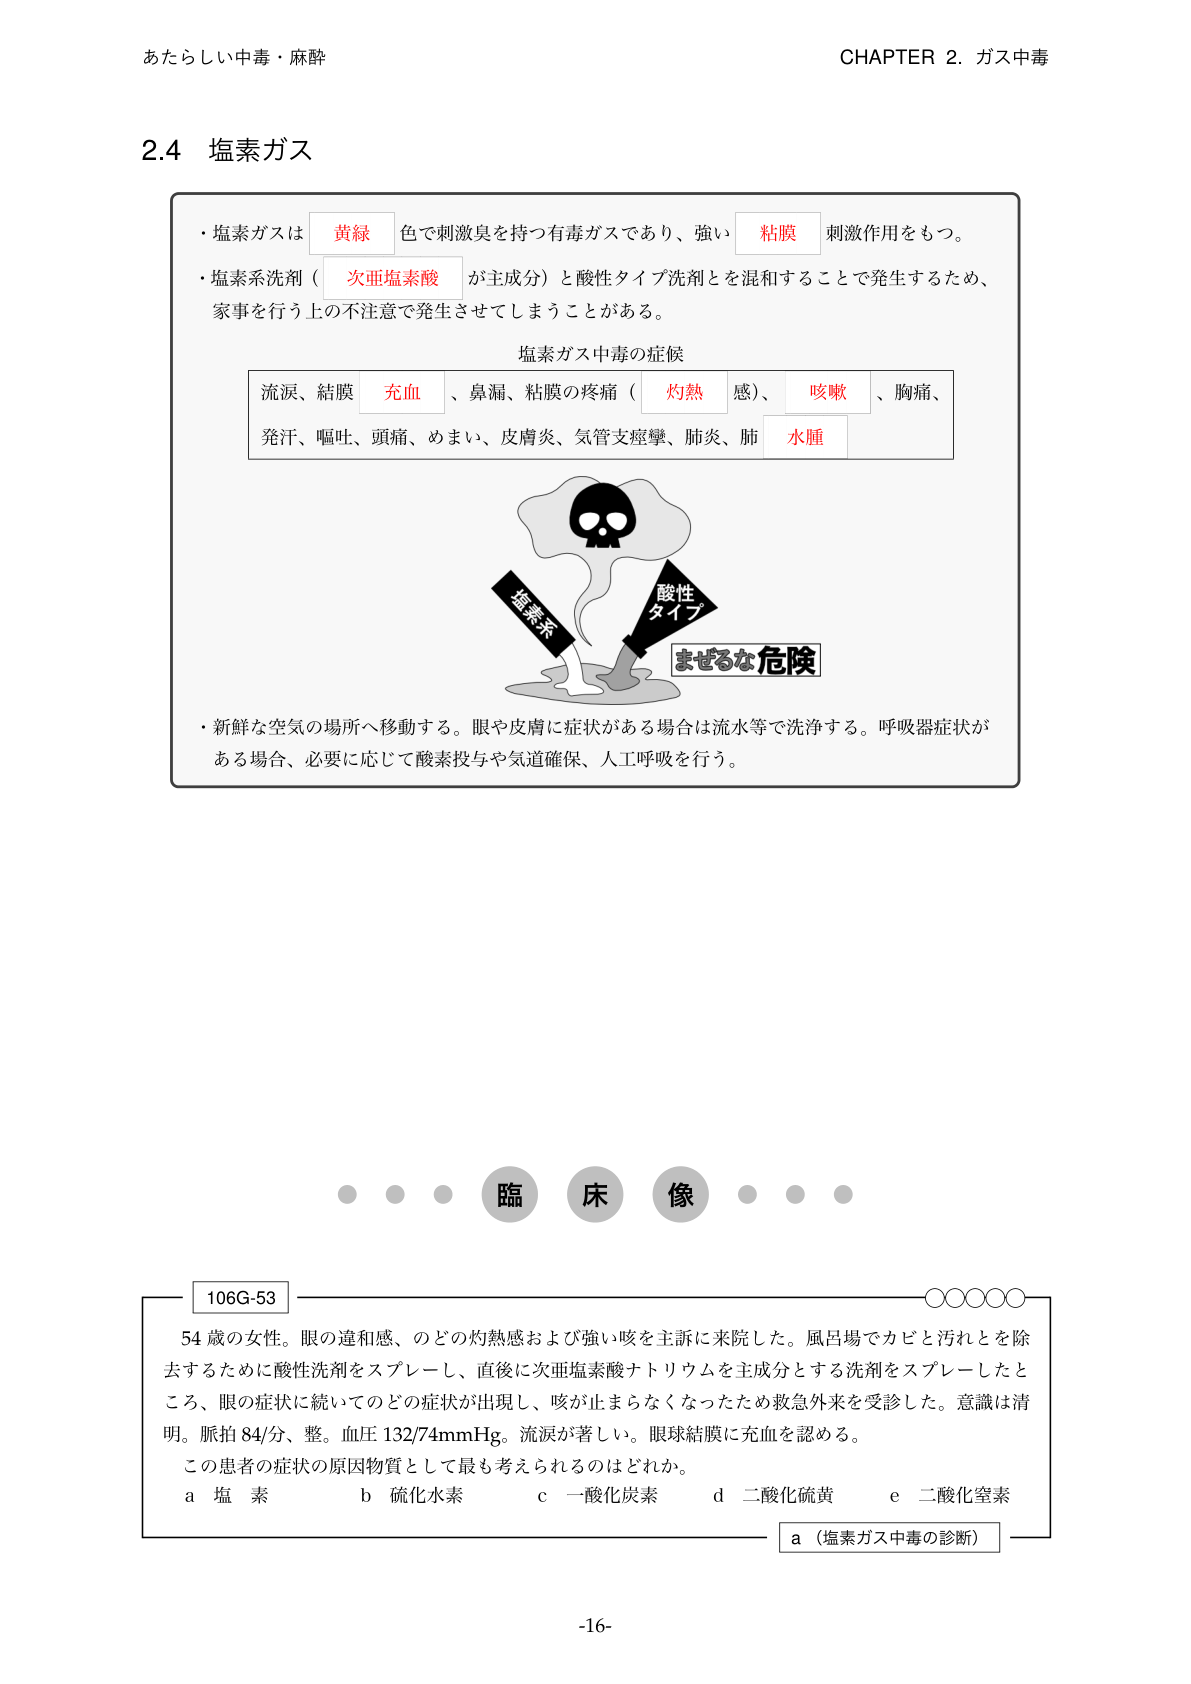 あたらしい中毒・麻酔
CHAPTER 2. ガス中毒
2.4 塩素ガス
・塩素ガスは 黄緑 色で刺激臭を持つ有毒ガスであり、強い 粘膜 刺激作用をもつ。
・塩素系洗剤（ 次亜塩素酸 が主成分）と酸性タイプ洗剤とを混和することで発生するため、
家事を行う上の不注意で発生させてしまうことがある。
塩素ガス中毒の症候
流涙、結膜 充血 、鼻漏、粘膜の疼痛（ 灼熱 感）、 咳嗽 、胸痛、
発汗、嘔吐、頭痛、めまい、皮膚炎、気管支痙攣、肺炎、肺 水腫
塩素系
酸性
タイプ
まぜるな危険
・新鮮な空気の場所へ移動する。眼や皮膚に症状がある場合は流水等で洗浄する。呼吸器症状が
ある場合、必要に応じて酸素投与や気道確保、人工呼吸を行う。
臨床像
106G-53
54 歳の女性。眼の違和感、のどの灼熱感および強い咳を主訴に来院した。風呂場でカビと汚れとを除
去するために酸性洗剤をスプレーし、直後に次亜塩素酸ナトリウムを主成分とする洗剤をスプレーしたと
ころ、眼の症状に続いてのどの症状が出現し、咳が止まらなくなったため救急外来を受診した。意識は清
明。脈拍 84/分、整。血圧 132/74mmHg。流涙が著しい。眼球結膜に充血を認める。
この患者の症状の原因物質として最も考えられるのはどれか。
a 塩 素 b 硫化水素 c 一酸化炭素 d 二酸化硫黄 e 二酸化窒素
a （塩素ガス中毒の診断）
-16-